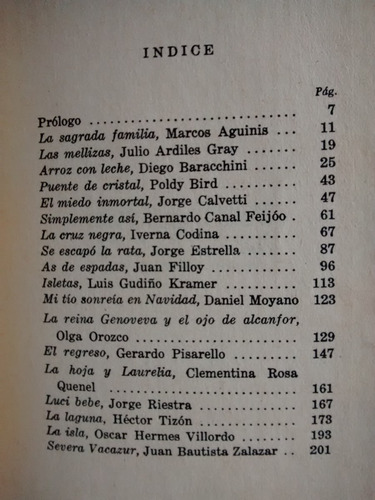 INDICE
Pág.
Prólogo .......................... 7
La sagrada familia, Marcos Aguinis ... 11
Las mellizas, Julio Ardiles Gray ..... 19
Arroz con leche, Diego Baracchini .... 25
Puente de cristal, Poldy Bird ........ 43
El miedo inmortal, Jorge Calvetti .... 47
Simplemente así, Bernardo Canal Feijóo . 61
La cruz negra, Iverna Codina ........ 67
Se escapó la rata, Jorge Estrella ..... 87
As de espadas, Juan Filloy .......... 96
Isletas, Luis Gudiño Kramer ........ 113
Mi tío sonreía en Navidad, Daniel Moyano 123
La reina Genoveva y el ojo de alcanfor,
Olga Orozco ..................... 129
El regreso, Gerardo Pisarello ....... 147
La hoja y Laurelia, Clementina Rosa
Quenel ......................... 161
Luci bebe, Jorge Riestra ............ 167
La laguna, Héctor Tizón ............ 173
La isla, Oscar Hermes Villordo ...... 193
Severa Vacazur, Juan Bautista Zalazar .. 201